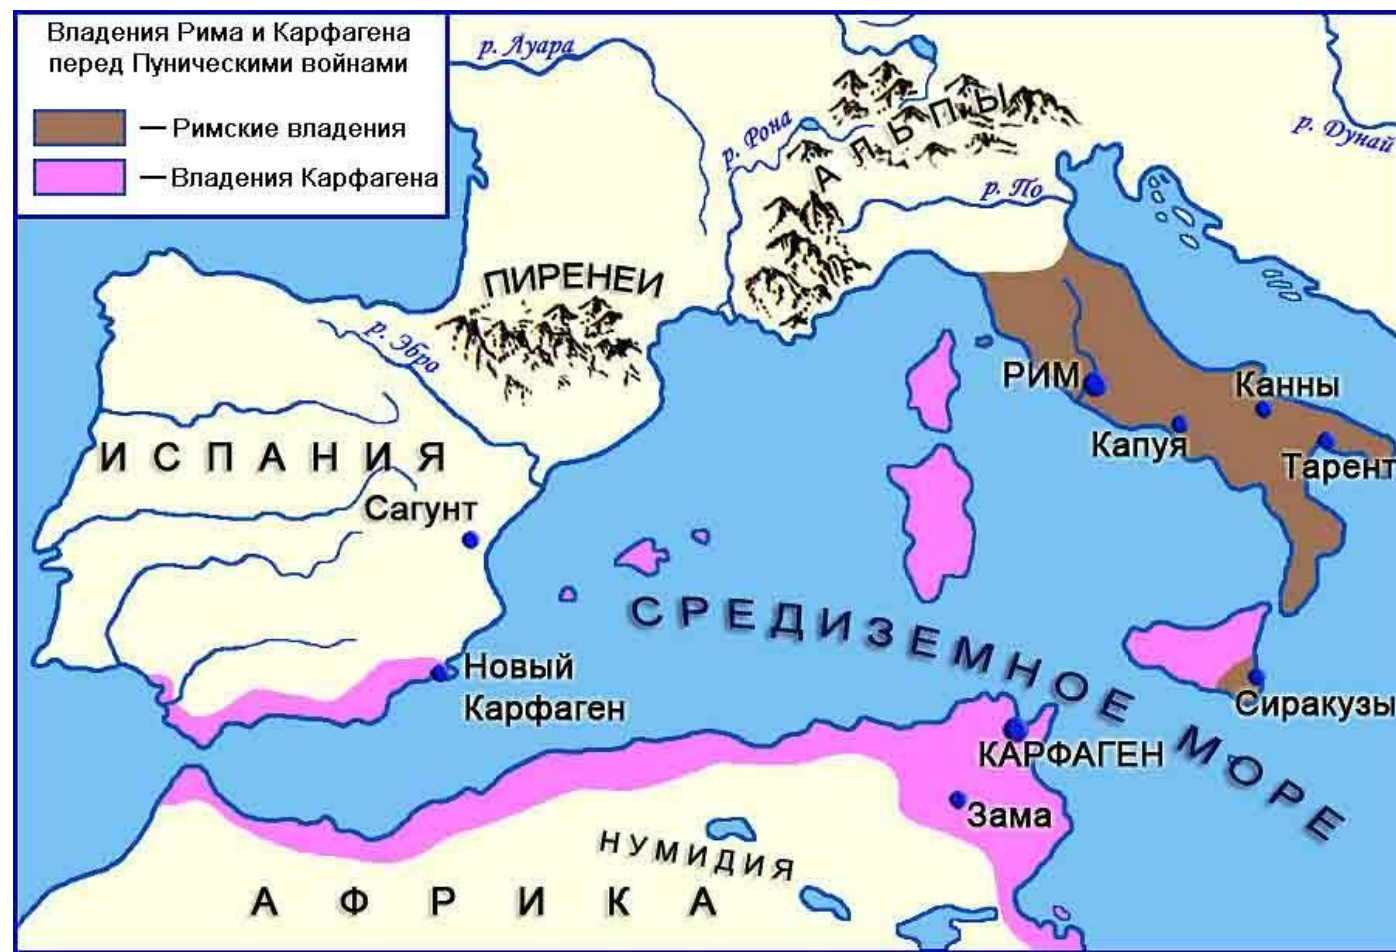 Владения Рима и Карфагена
перед Пуническими войнами
— Римские владения
— Владения Карфагена
р. Луара
р. Рона
АЛЬПЫ
р. Дунай
р. По
ПИРЕНЕИ
р. Эбро
РИМ
Канны
Капуя
Тарент
ИСПАНИЯ
Сагунт
СРЕДИЗЕМНОЕ МОРЕ
Новый
Карфаген
Сиракузы
КАРФАГЕН
Зама
НУМИДИЯ
АФРИКА